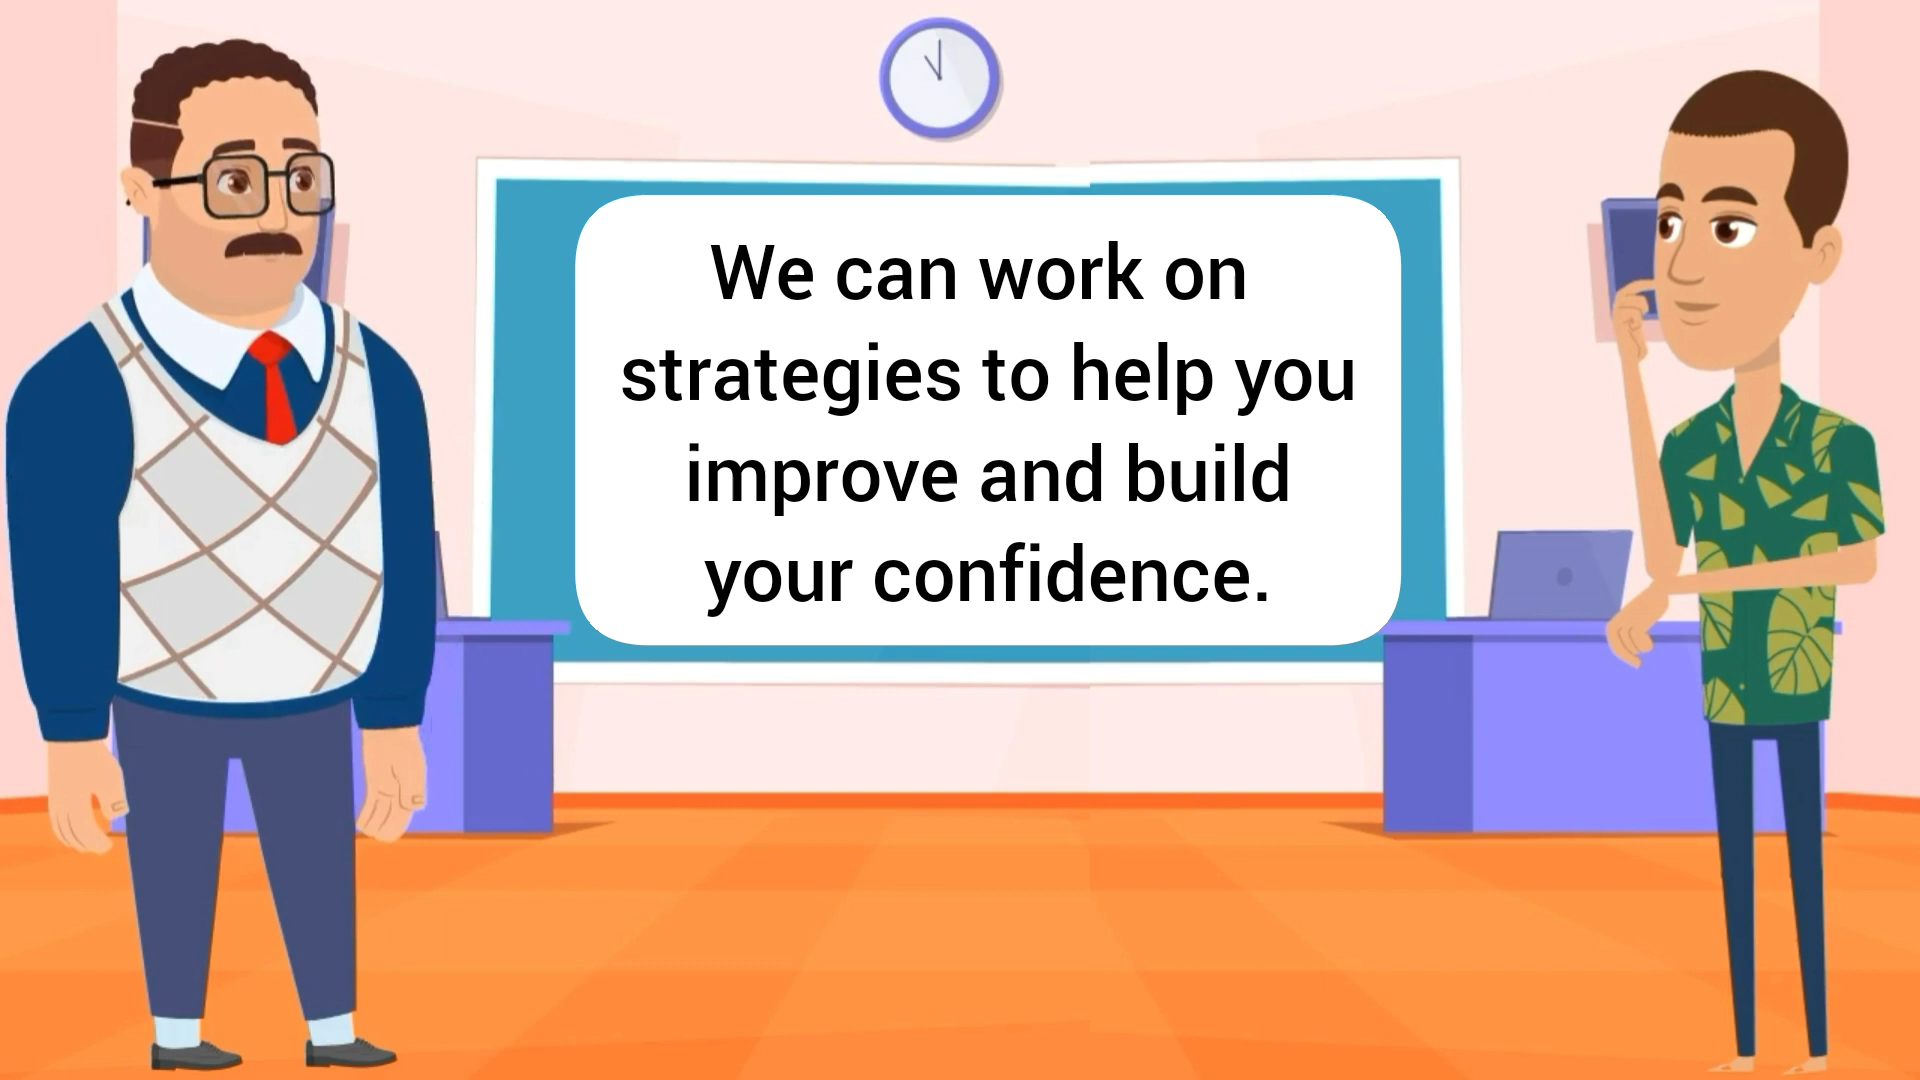 We can work on
strategies to help you
improve and build
your confidence.